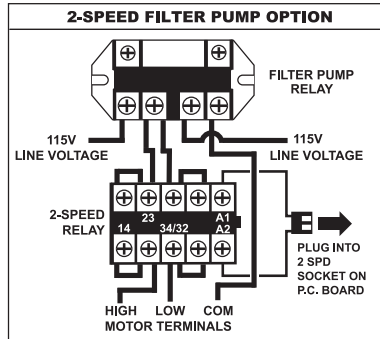 2-SPEED FILTER PUMP OPTION
FILTER PUMP
RELAY
115V
LINE VOLTAGE
115V
LINE VOLTAGE
2-SPEED
RELAY
23
14
34/32
A1
A2
PLUG INTO
2 SPD
SOCKET ON
P.C. BOARD
HIGH LOW COM
MOTOR TERMINALS